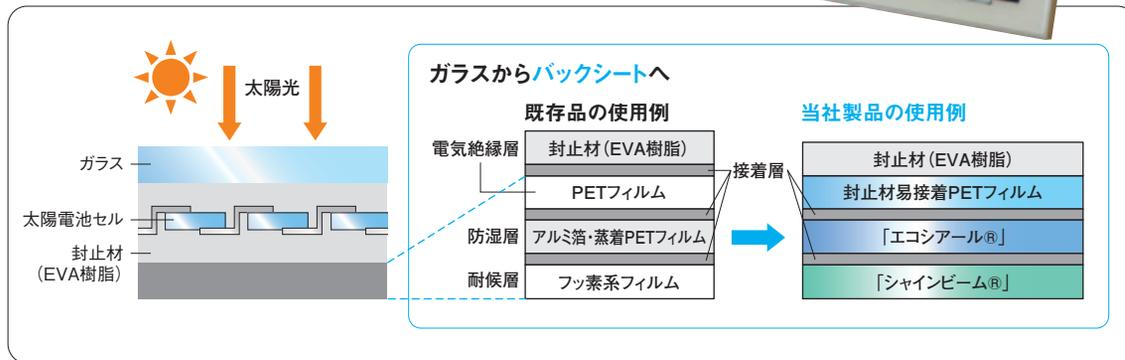 太陽光
ガラス
太陽電池セル
封止材
(EVA樹脂)
ガラスからバックシートへ
既存品の使用例
電気絶縁層
防湿層
耐候層
封止材(EVA樹脂)
PETフィルム
アルミ箔・蒸着PETフィルム
フッ素系フィルム
接着層
当社製品の使用例
封止材(EVA樹脂)
封止材易接着PETフィルム
「エコシアール®」
「シャインビーム®」